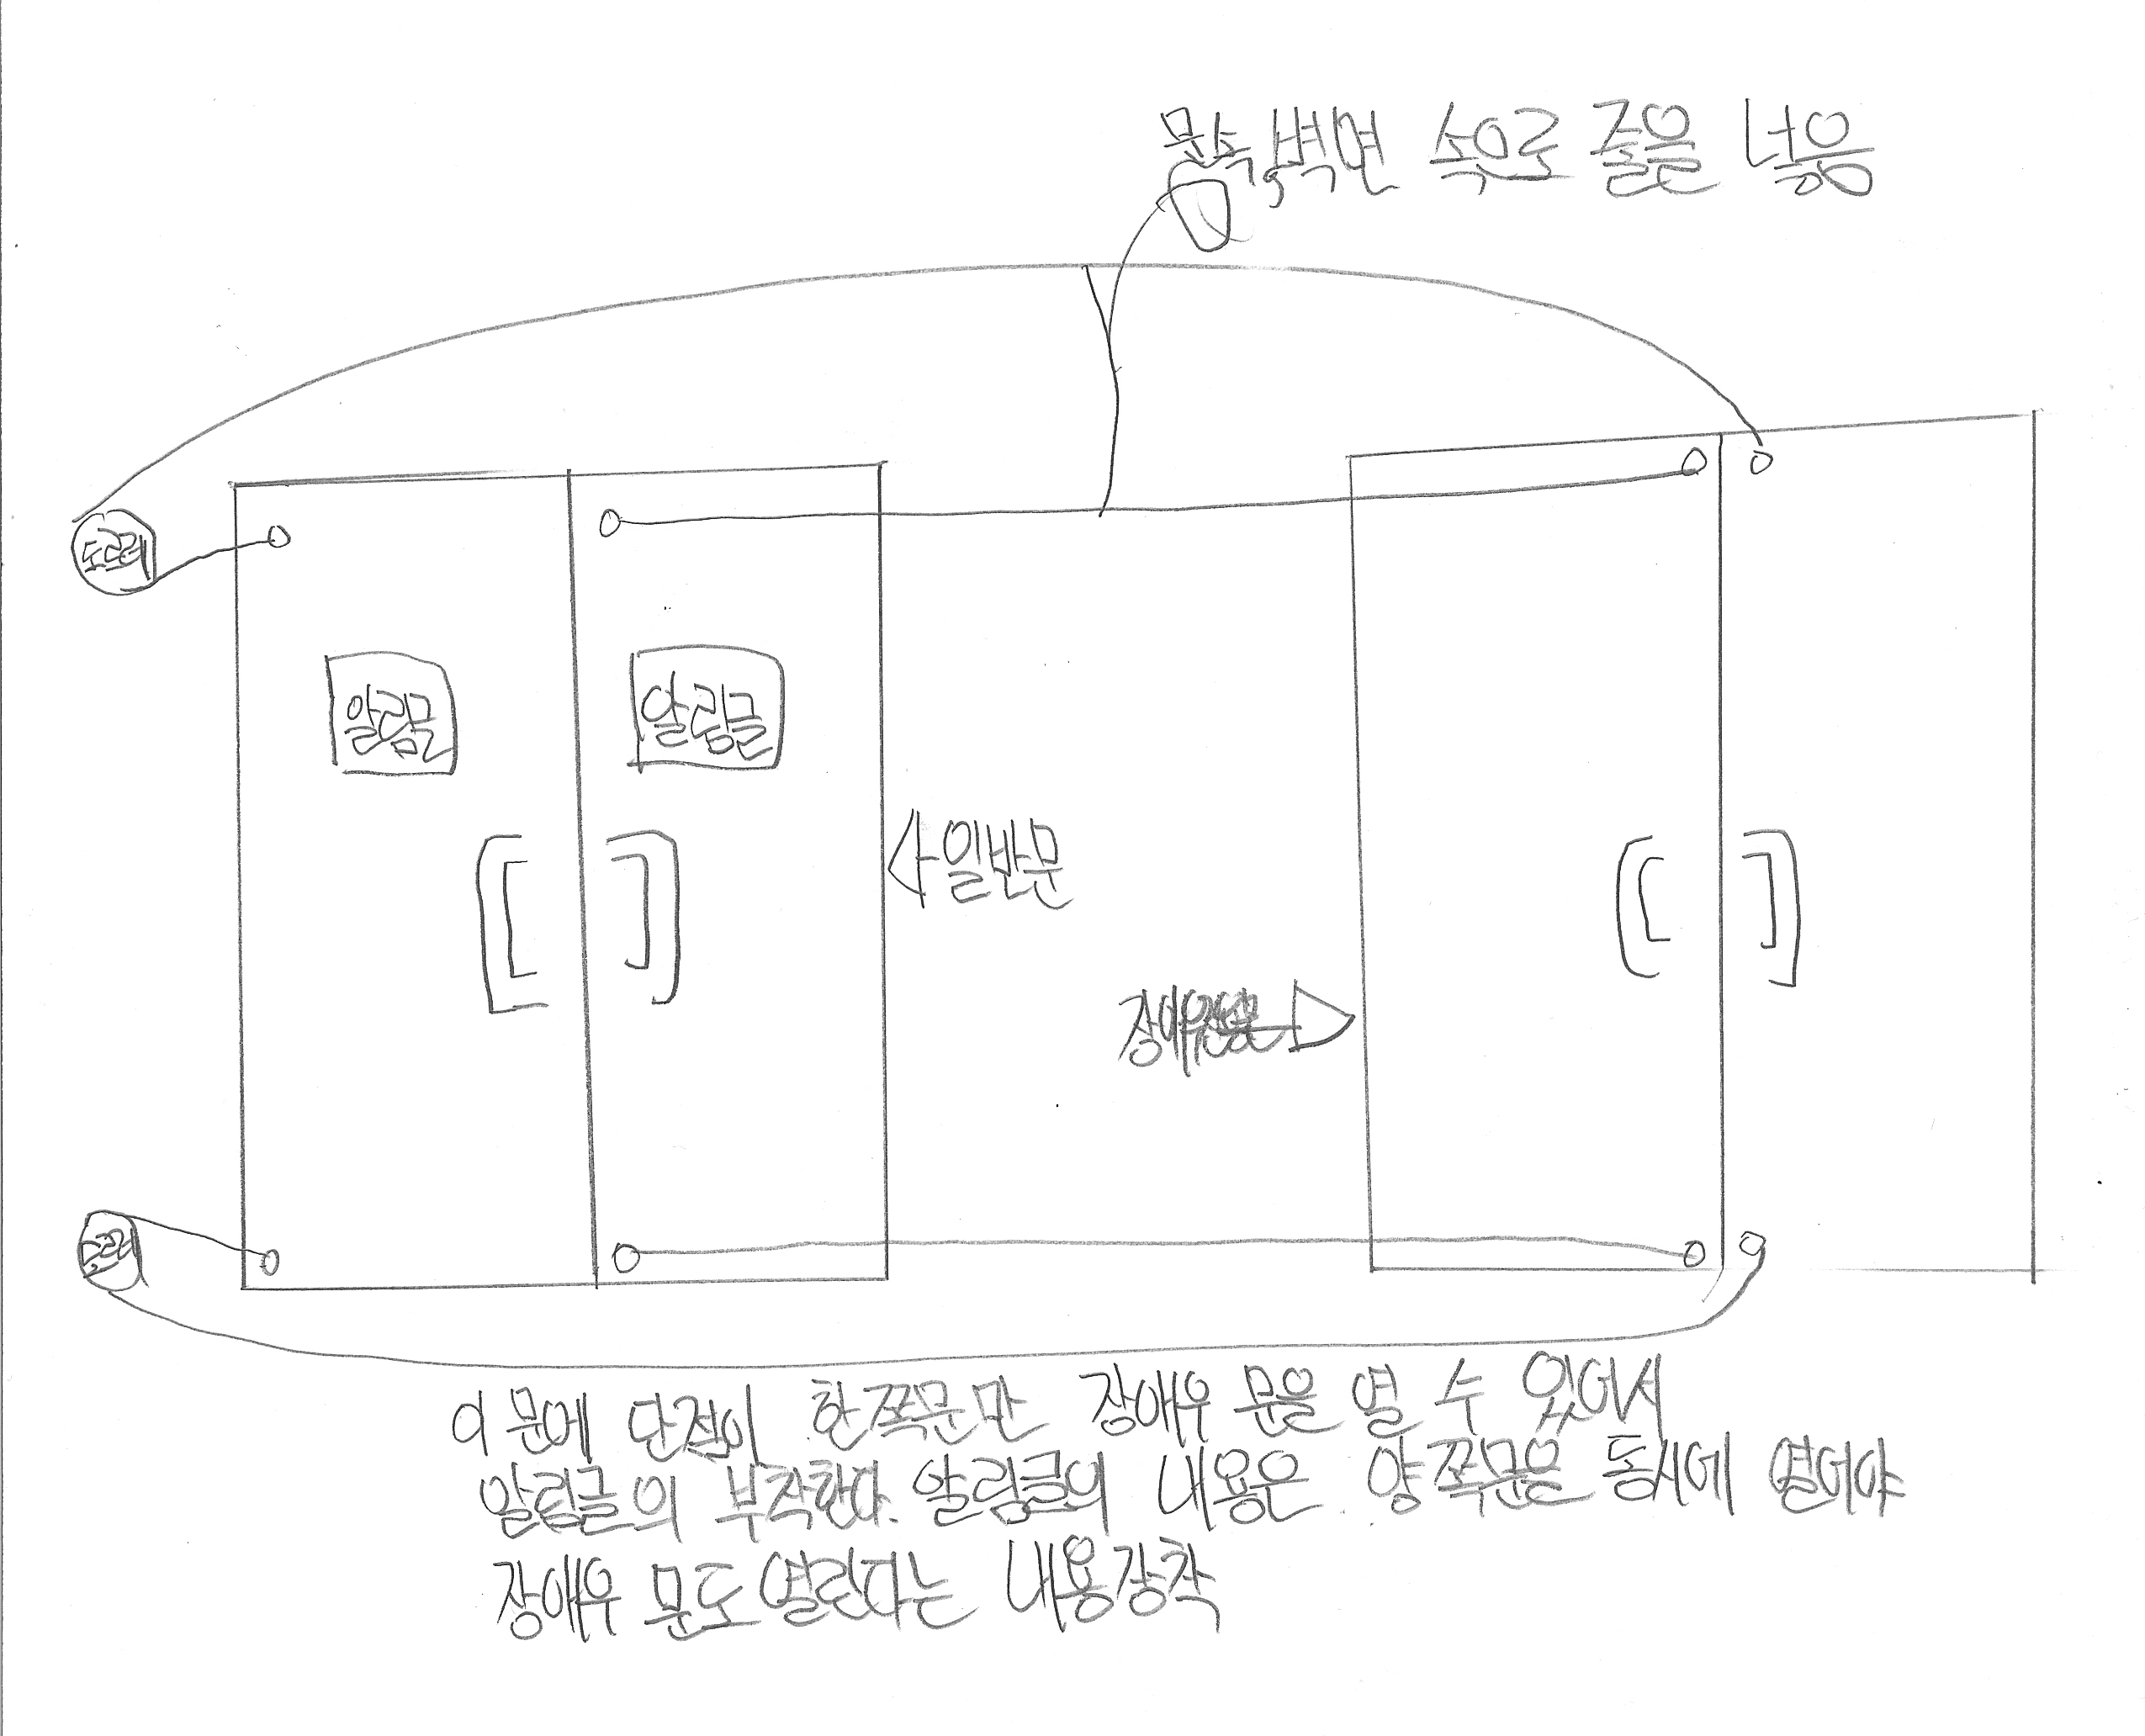 문속, 벽면 속으로 줄을 넣음
도르레
알림글
알림글
일반문
장애우
도르레
이 문에 단점이 한쪽문만 장애우 문을 열 수 있어서
알림글의 부착한다. 알림글의 내용은 양쪽문은 동시에 열어야
장애우 문도 열린다는 내용장착